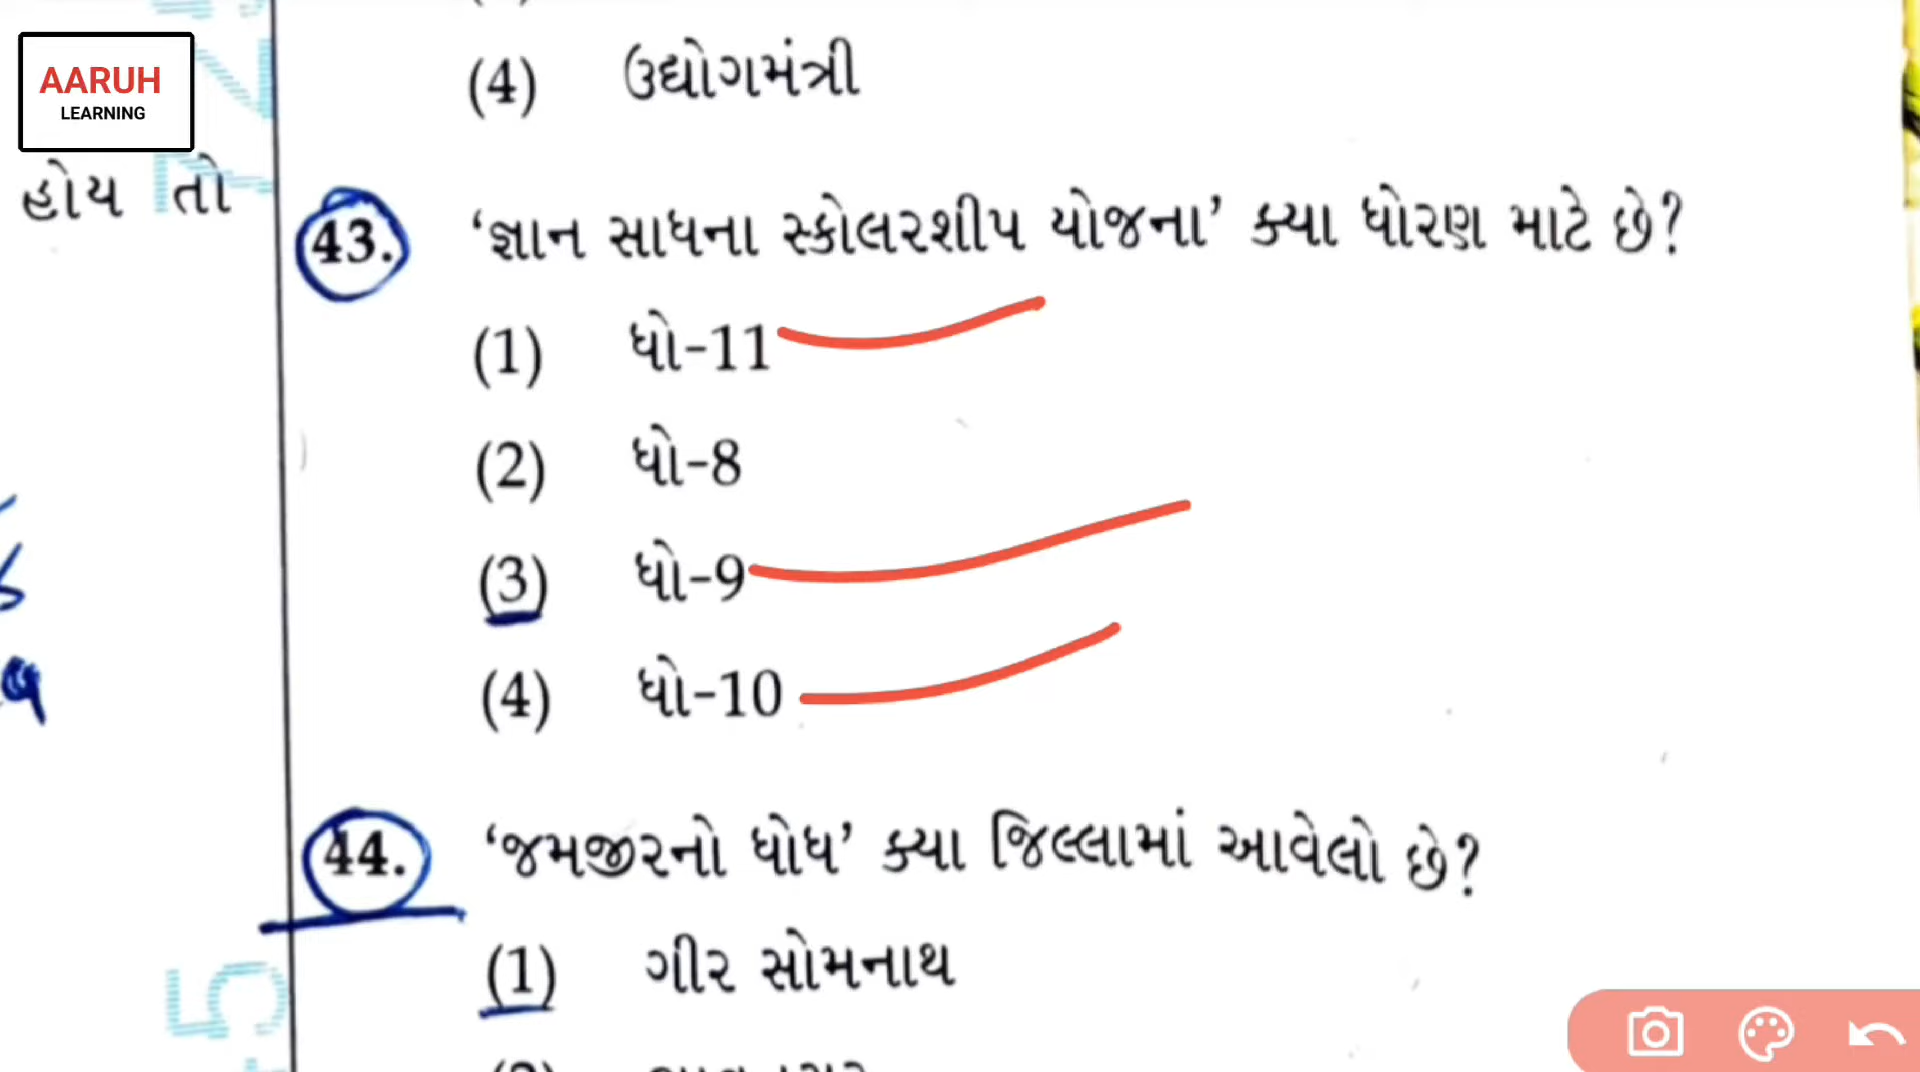 AARUH
LEARNING
હોય તો
(4) ઉદ્યોગમંત્રી
43. ‘જ્ઞાન સાધના સ્કોલરશીપ યોજના’ ક્યા ધોરણ માટે છે?
(1) ધો-11
(2) ધો-8
(3) ધો-9
(4) ધો-10
44. ‘જમજીરનો ધોધ’ ક્યા જિલ્લામાં આવેલો છે?
(1) ગીર સોમનાથ